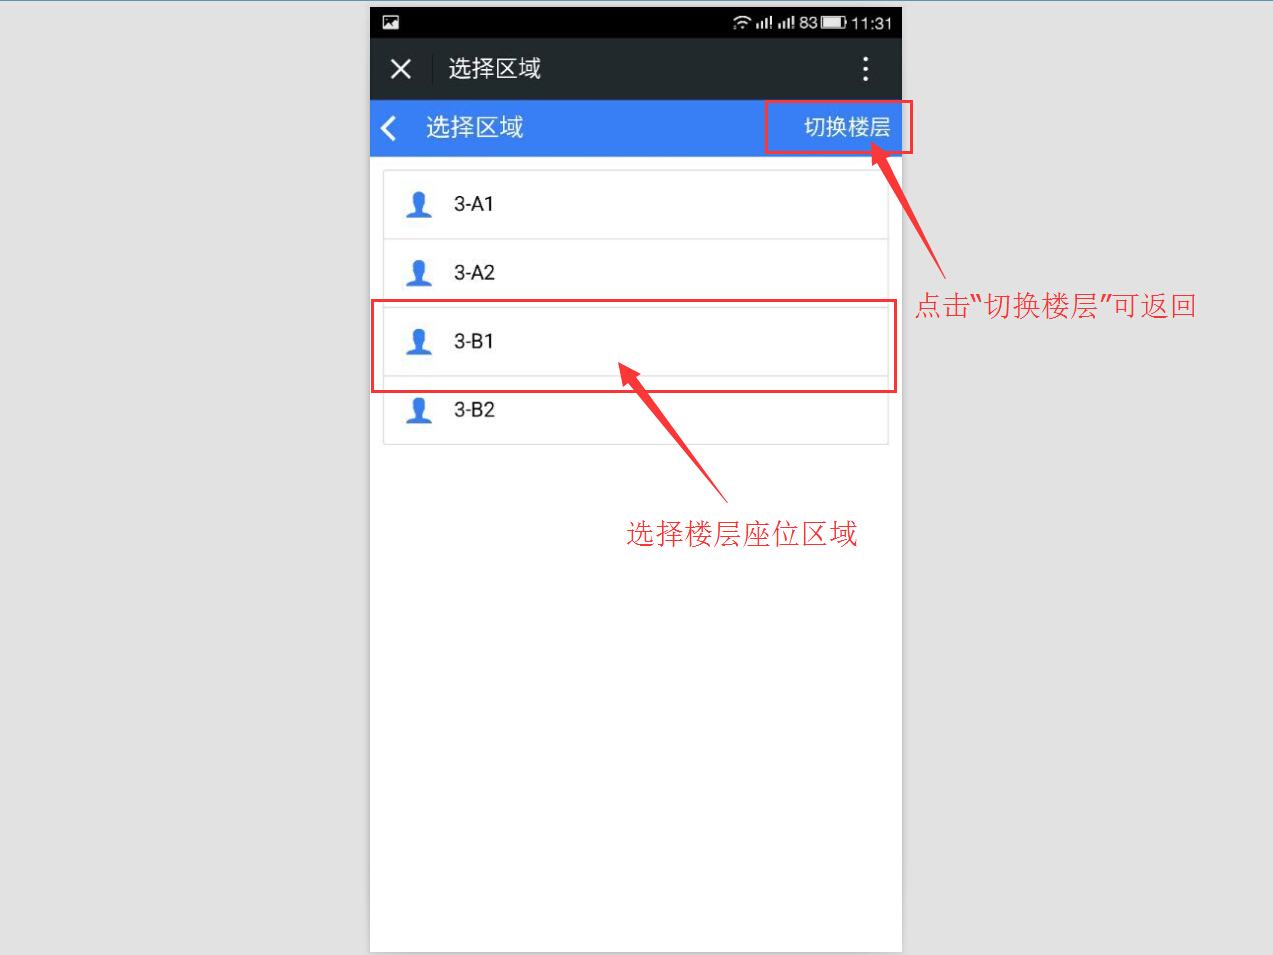 83 11:31
选择区域
选择区域 切换楼层
3-A1
3-A2
3-B1
3-B2
点击“切换楼层”可返回
选择楼层座位区域